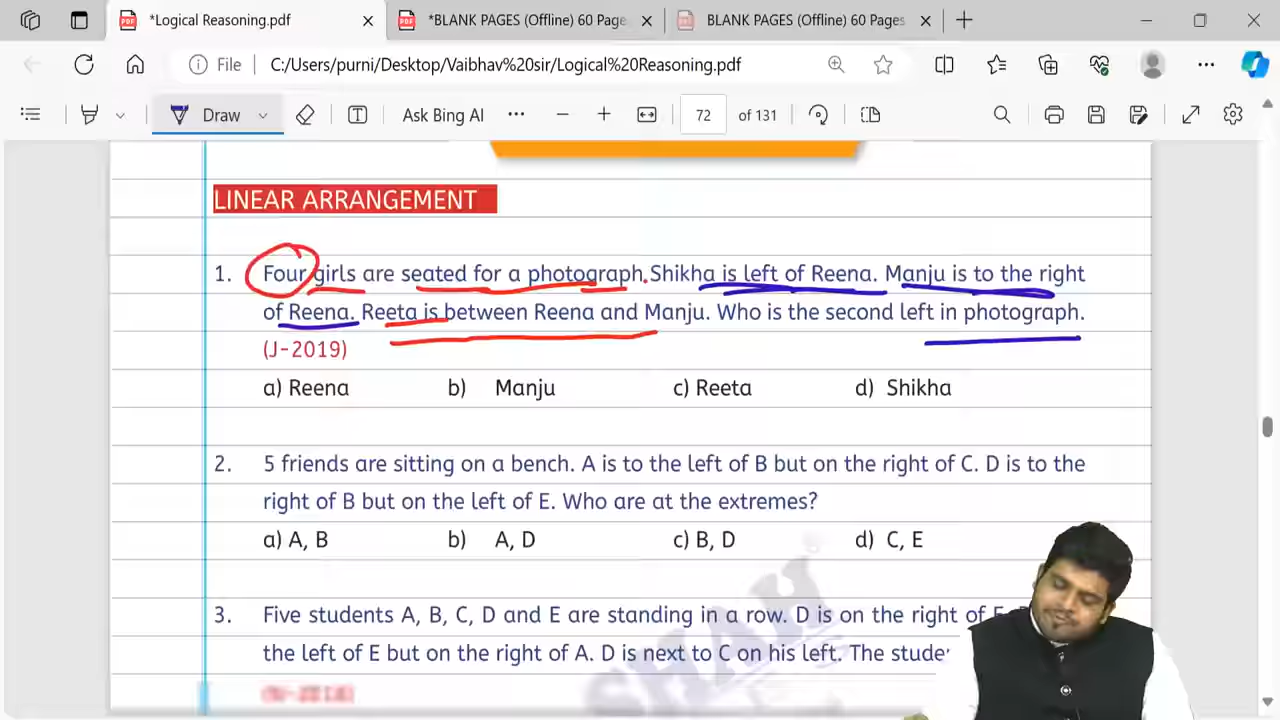 *Logical Reasoning.pdf
*BLANK PAGES (Offline) 60 Page
BLANK PAGES (Offline) 60 Pages
File
C:/Users/purni/Desktop/Vaibhav%20sir/Logical%20Reasoning.pdf
Draw
Ask Bing AI
72
of 131
LINEAR ARRANGEMENT
1. Four girls are seated for a photograph. Shikha is left of Reena. Manju is to the right
of Reena. Reeta is between Reena and Manju. Who is the second left in photograph.
(J-2019)
a) Reena b) Manju c) Reeta d) Shikha
2. 5 friends are sitting on a bench. A is to the left of B but on the right of C. D is to the
right of B but on the left of E. Who are at the extremes?
a) A, B b) A, D c) B, D d) C, E
3. Five students A, B, C, D and E are standing in a row. D is on the right of E.
the left of E but on the right of A. D is next to C on his left. The
(N-2018)
SHAH